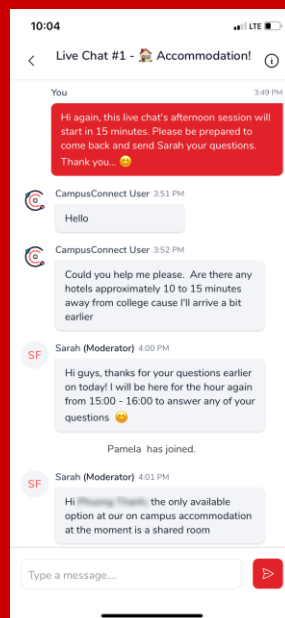 10:04
LTE
Live Chat #1 - 🏠 Accommodation!
You 3:49 PM
Hi again, this live chat's afternoon session will
start in 15 minutes. Please be prepared to
come back and send Sarah your questions.
Thank you... 😊
CampusConnect User 3:51 PM
Hello
CampusConnect User 3:52 PM
Could you help me please. Are there any
hotels approximately 10 to 15 minutes
away from college cause I'll arrive a bit
earlier
SF
Sarah (Moderator) 4:00 PM
Hi guys, thanks for your questions earlier
on today! I will be here for the hour again
from 15:00 - 16:00 to answer any of your
questions 😊
Pamela has joined.
SF
Sarah (Moderator) 4:01 PM
Hi the only available
option at our on campus accommodation
at the moment is a shared room
Type a message....